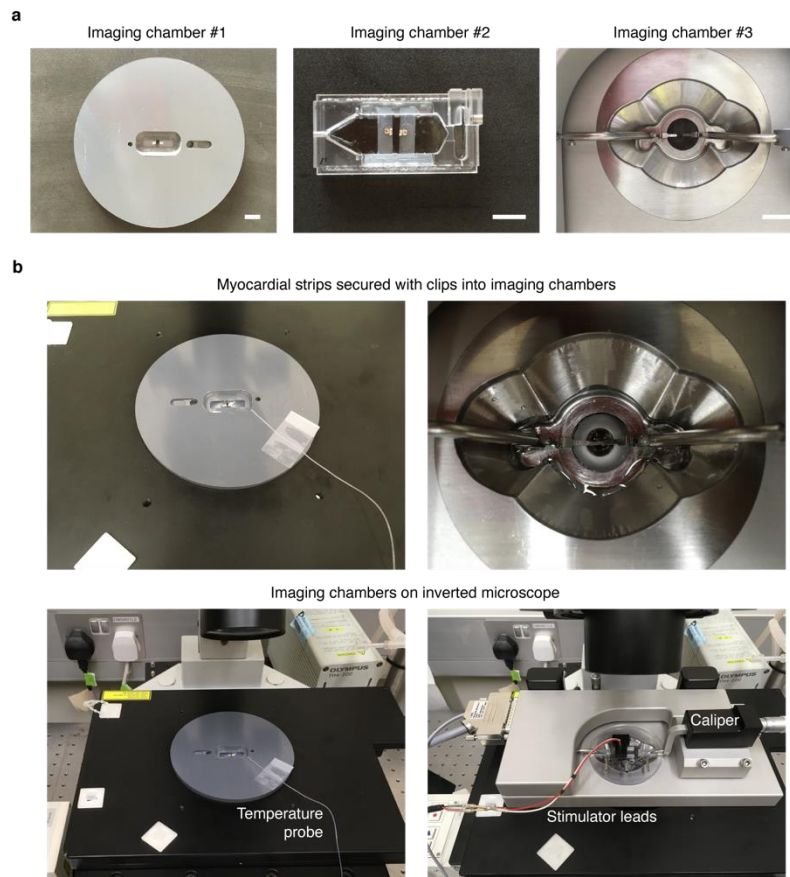 a
Imaging chamber #1
Imaging chamber #2
Imaging chamber #3
b
Myocardial strips secured with clips into imaging chambers
Imaging chambers on inverted microscope
OLYMPUS
Temperature
probe
Caliper
Stimulator leads